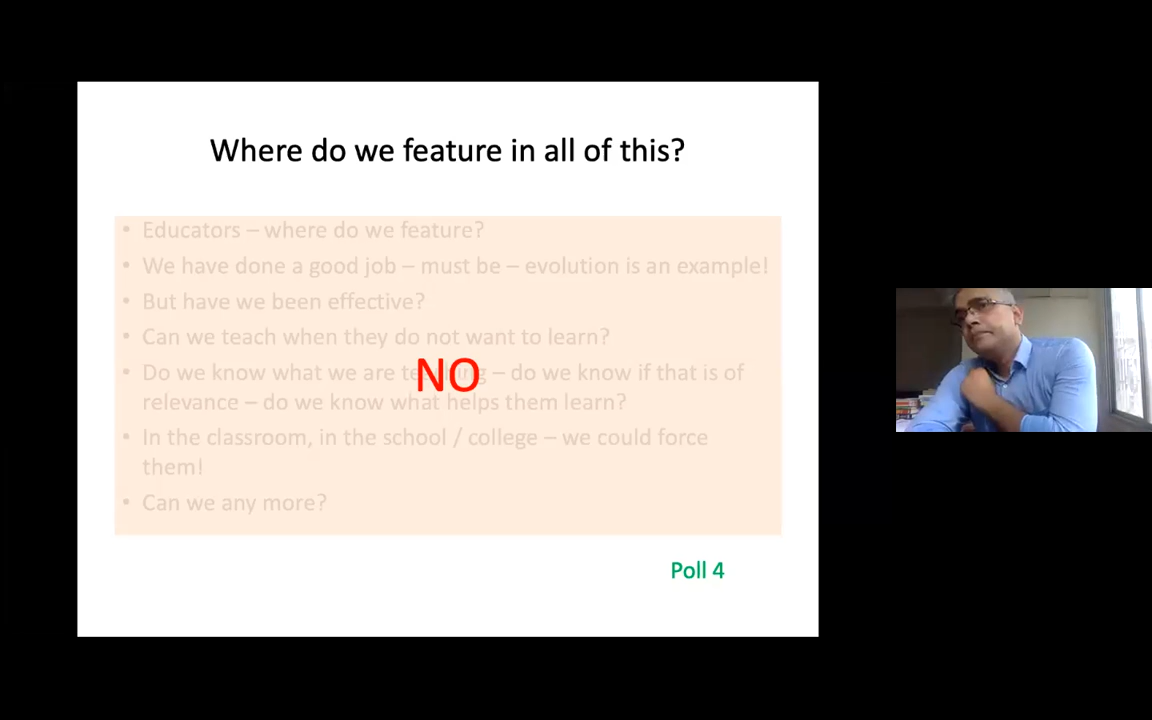 Where do we feature in all of this?
• Educators – where do we feature?
• We have done a good job – must be – evolution is an example!
• But have we been effective?
• Can we teach when they do not want to learn?
• Do we know what we are teaching – do we know if that is of
NO
relevance – do we know what helps them learn?
• In the classroom, in the school / college – we could force
them!
• Can we any more?
Poll 4